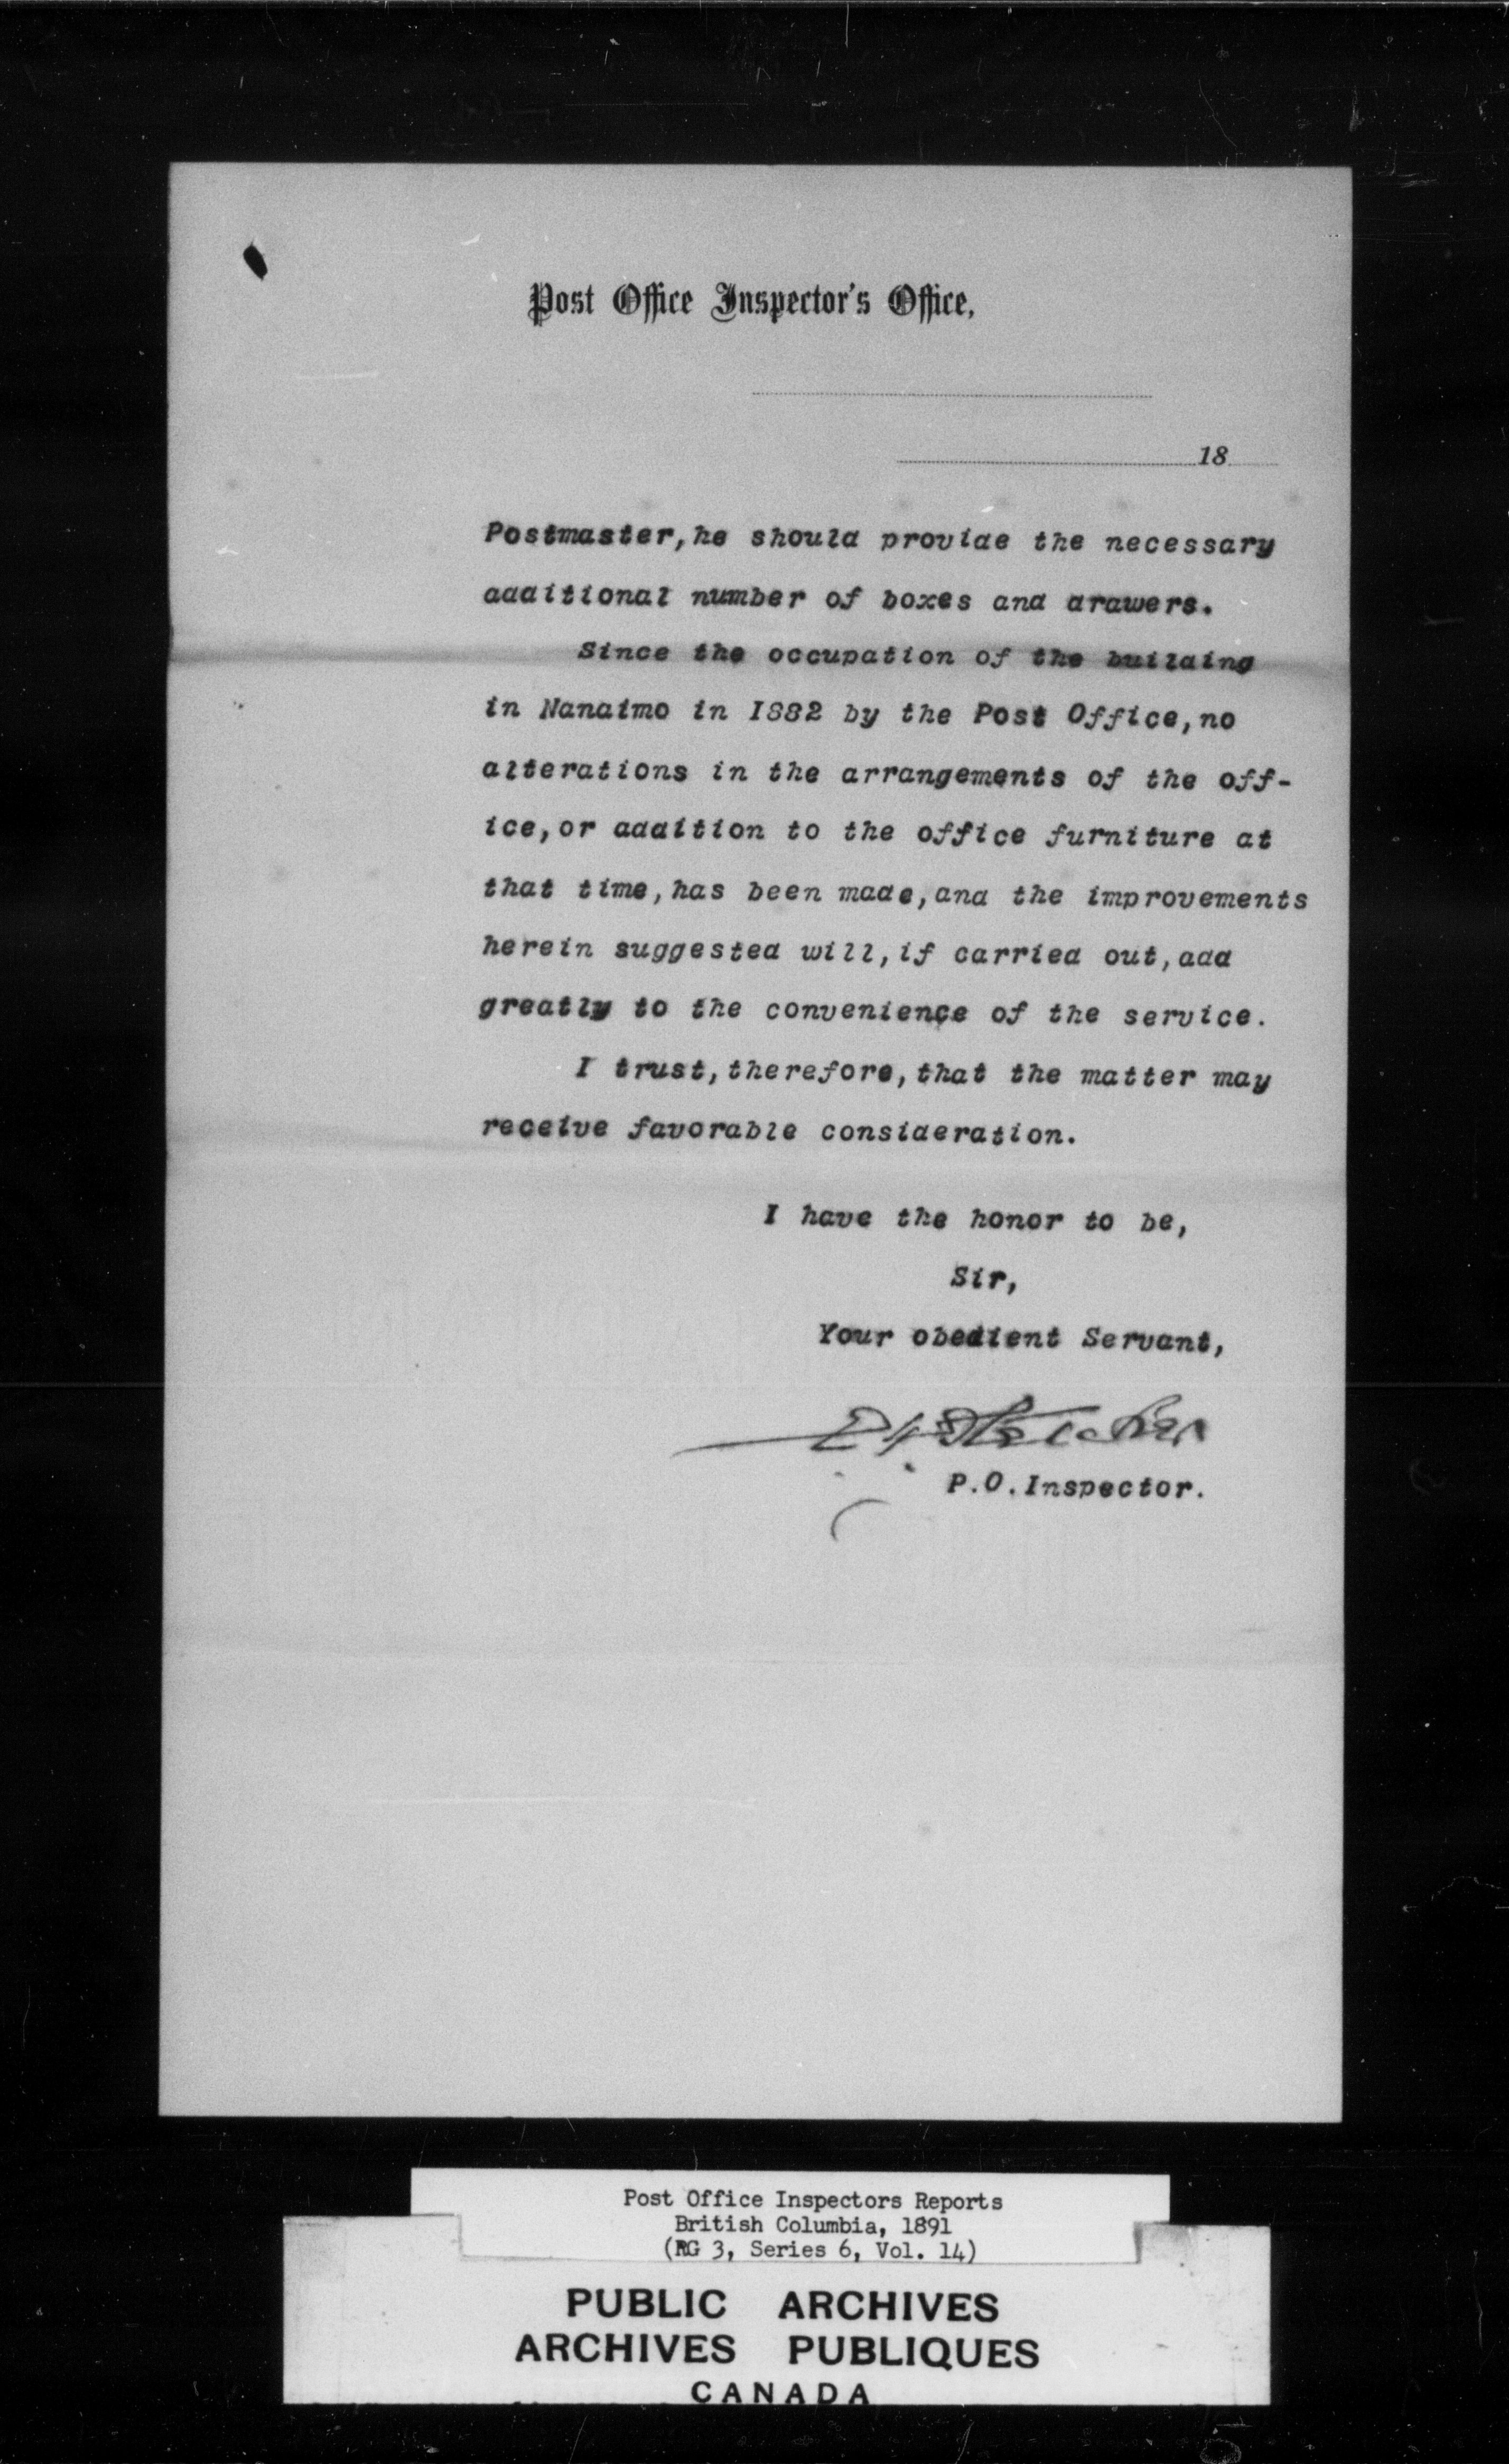 Post Office Inspector's Office,
18
Postmaster, he should provide the necessary
additional number of boxes and drawers.
Since the occupation of the building
in Nanaimo in 1882 by the Post Office, no
alterations in the arrangements of the off-
ice, or addition to the office furniture at
that time, has been made, and the improvements
herein suggested will, if carried out, add
greatly to the convenience of the service.
I trust, therefore, that the matter may
receive favorable consideration.
I have the honor to be,
Sir,
Your obedient Servant,
P.O. Inspector.
Post Office Inspectors Reports
British Columbia, 1891
(RG 3, Series 6, Vol. 14)
PUBLIC ARCHIVES
ARCHIVES PUBLIQUES
CANADA